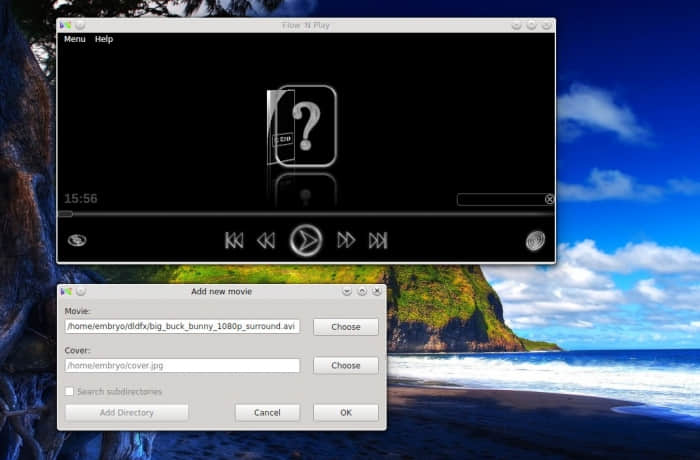 Flow 'N Play
Menu Help
15:56
Add new movie
Movie:
/home/embryo/dldfx/big_buck_bunny_1080p_surround.avi
Choose
Cover:
/home/embryo/cover.jpg
Choose
Search subdirectories
Add Directory
Cancel
OK